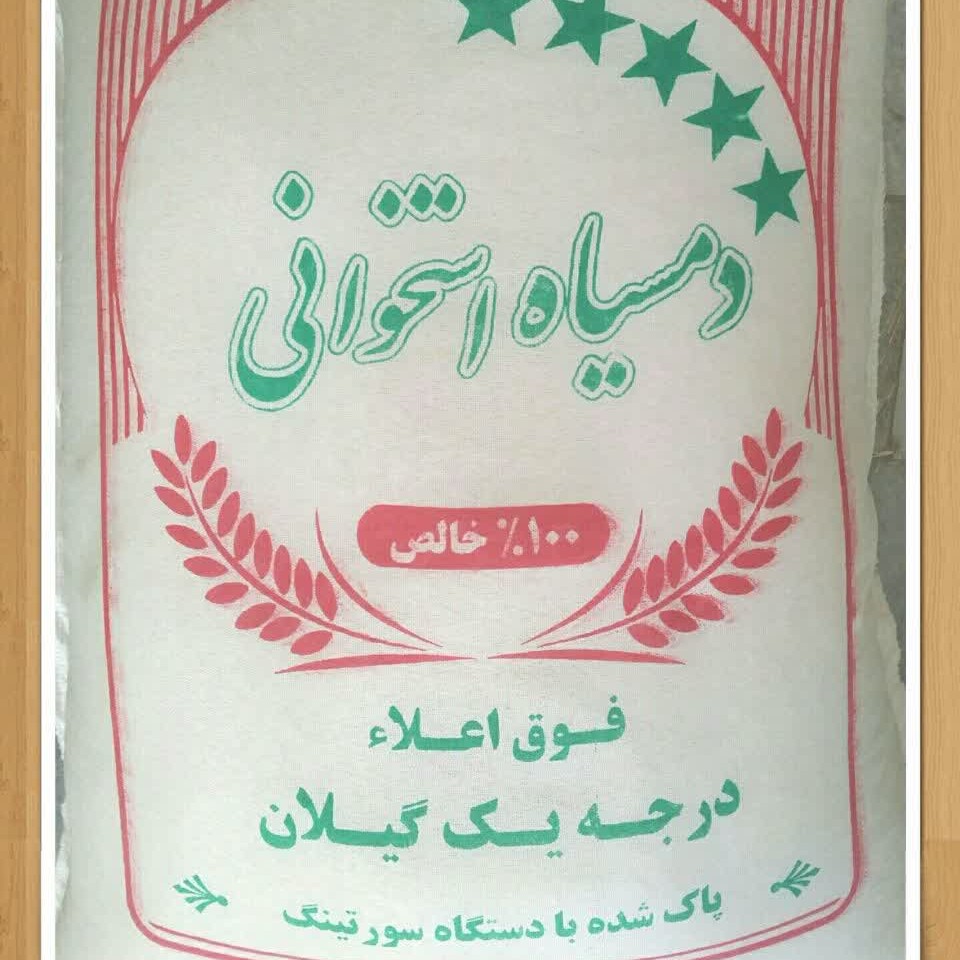 دمسیاه استخوانی
۱۰۰٪ خالص
فوق اعلاء
درجه یک گیلان
پاک شده با دستگاه سورتینگ